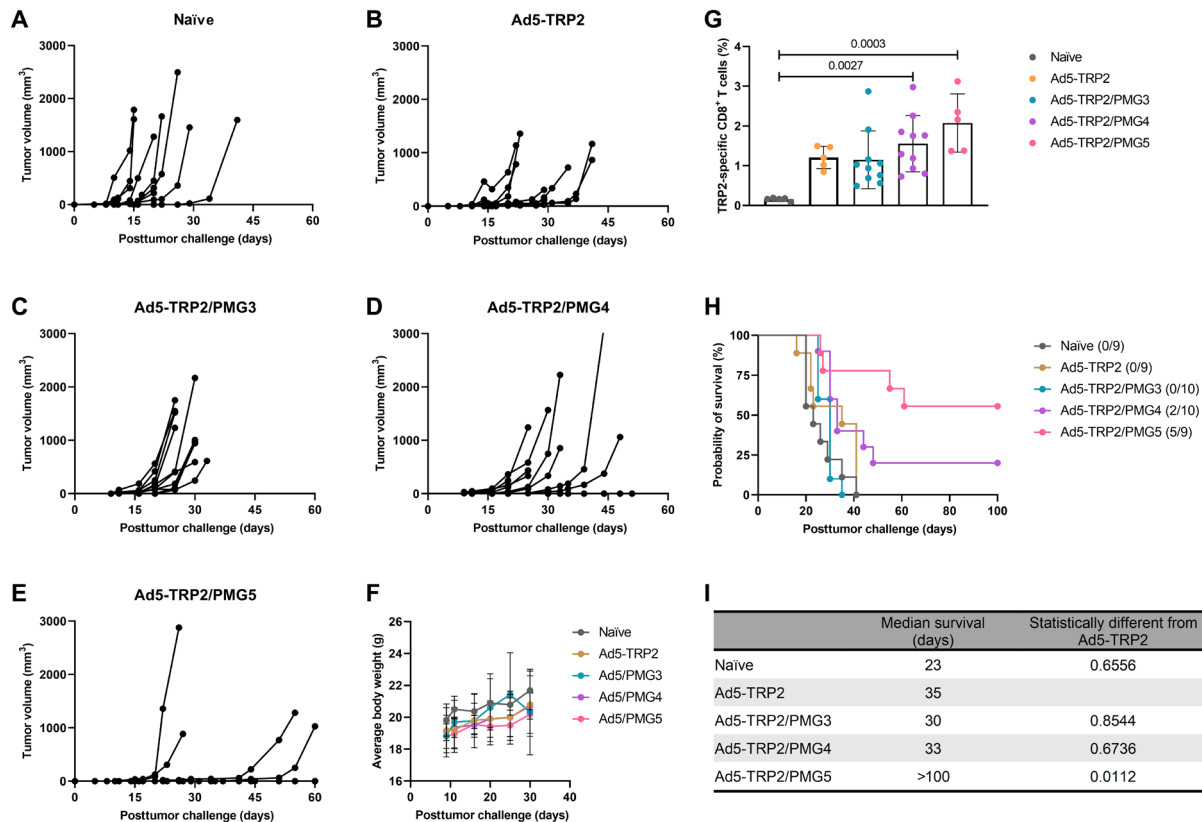 A
Naïve
Tumor volume (mm³)
3000
2000
1000
0
0 15 30 45 60
Posttumor challenge (days)
B
Ad5-TRP2
Tumor volume (mm³)
3000
2000
1000
0
0 15 30 45 60
Posttumor challenge (days)
G
TRP2-specific CD8⁺ T cells (%)
4
3
2
1
0
0.0003
0.0027
Naïve
Ad5-TRP2
Ad5-TRP2/PMG3
Ad5-TRP2/PMG4
Ad5-TRP2/PMG5
C
Ad5-TRP2/PMG3
Tumor volume (mm³)
3000
2000
1000
0
0 15 30 45 60
Posttumor challenge (days)
D
Ad5-TRP2/PMG4
Tumor volume (mm³)
3000
2000
1000
0
0 15 30 45 60
Posttumor challenge (days)
H
Probability of survival (%)
100
75
50
25
0
0 20 40 60 80 100
Posttumor challenge (days)
Naïve (0/9)
Ad5-TRP2 (0/9)
Ad5-TRP2/PMG3 (0/10)
Ad5-TRP2/PMG4 (2/10)
Ad5-TRP2/PMG5 (5/9)
E
Ad5-TRP2/PMG5
Tumor volume (mm³)
3000
2000
1000
0
0 15 30 45 60
Posttumor challenge (days)
F
Average body weight (g)
26
24
22
20
18
16
0 10 20 30 40
Posttumor challenge (days)
Naïve
Ad5-TRP2
Ad5/PMG3
Ad5/PMG4
Ad5/PMG5
I
Median survival (days) Statistically different from Ad5-TRP2
Naïve 23 0.6556
Ad5-TRP2 35
Ad5-TRP2/PMG3 30 0.8544
Ad5-TRP2/PMG4 33 0.6736
Ad5-TRP2/PMG5 >100 0.0112